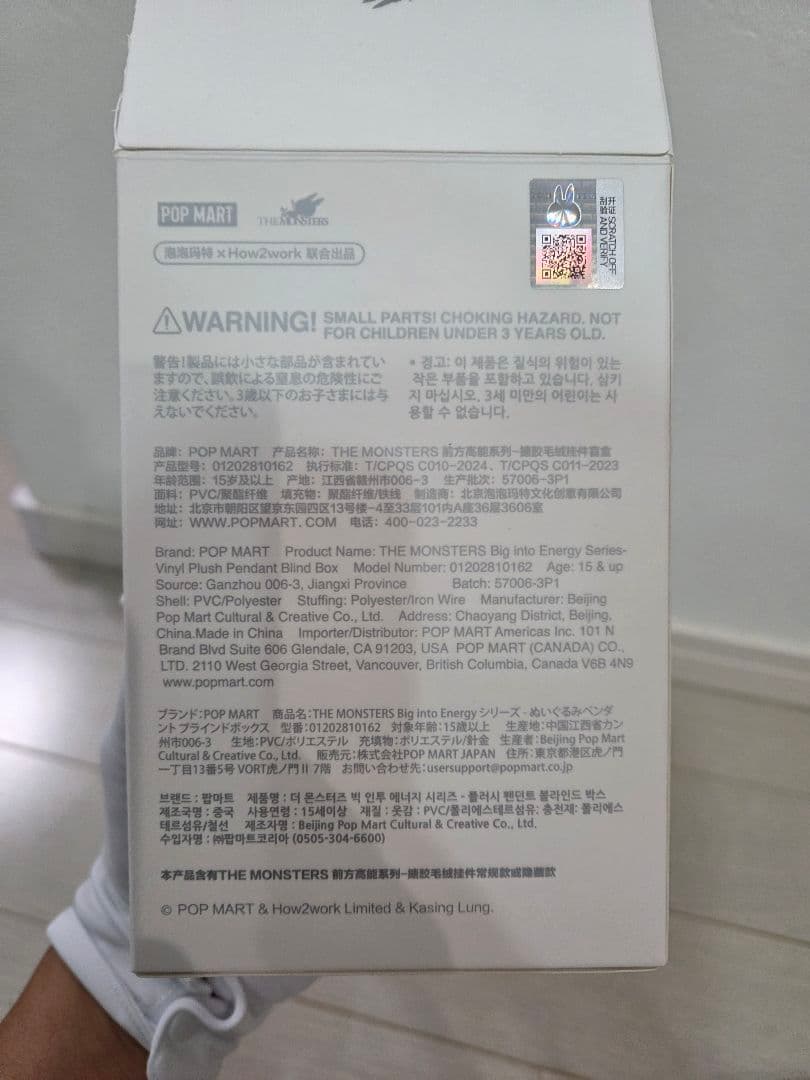 POP MART
THE MONSTERS
泡泡玛特 × How2work 联合出品
刮开验证
SCRATCH OFF AND VERIFY
⚠WARNING! SMALL PARTS! CHOKING HAZARD. NOT
FOR CHILDREN UNDER 3 YEARS OLD.
警告!製品には小さな部品が含まれてい
ますので、誤飲による窒息の危険性にご
注意ください。3歳以下のお子さまには与
えないでください。
• 경고: 이 제품은 질식의 위험이 있는
작은 부품을 포함하고 있습니다. 삼키
지 마십시오. 3세 미만의 어린이는 사
용할 수 없습니다.
品牌: POP MART 产品名称: THE MONSTERS 前方高能系列-搪胶毛绒挂件盲盒
产品型号: 01202810162 执行标准: T/CPQS C010-2024、T/CPQS C011-2023
年龄范围: 15岁及以上 产地: 江西省赣州市006-3 生产批次: 57006-3P1
面料: PVC/聚酯纤维 填充物: 聚酯纤维/铁线 制造商: 北京泡泡玛特文化创意有限公司
地址: 北京市朝阳区望京东园四区13号楼-4至33层101内A座36层3606室
网址: WWW.POPMART.COM 电话: 400-023-2233
Brand: POP MART Product Name: THE MONSTERS Big into Energy Series-
Vinyl Plush Pendant Blind Box Model Number: 01202810162 Age: 15 & up
Source: Ganzhou 006-3, Jiangxi Province Batch: 57006-3P1
Shell: PVC/Polyester Stuffing: Polyester/Iron Wire Manufacturer: Beijing
Pop Mart Cultural & Creative Co., Ltd. Address: Chaoyang District, Beijing,
China.Made in China Importer/Distributor: POP MART Americas Inc. 101 N
Brand Blvd Suite 606 Glendale, CA 91203, USA POP MART (CANADA) CO.,
LTD. 2110 West Georgia Street, Vancouver, British Columbia, Canada V6B 4N9
www.popmart.com
ブランド:POP MART 商品名:THE MONSTERS Big into Energy シリーズ - ぬいぐるみペンダ
ント ブラインドボックス 型番:01202810162 対象年齢:15歳以上 生産地:中国江西省カン
州市006-3 生地:PVC/ポリエステル 充填物:ポリエステル/針金 生産者:Beijing Pop Mart
Cultural & Creative Co., Ltd. 販売元:株式会社POP MART JAPAN 住所:東京都港区虎ノ門
一丁目13番5号 VORT虎ノ門II 7階 お問い合わせ先:usersupport@popmart.co.jp
브랜드 : 팝마트 제품명 : 더 몬스터즈 빅 인투 에너지 시리즈 - 플러시 팬던트 블라인드 박스
제조국명 : 중국 사용연령 : 15세이상 재질 : 옷감 : PVC/폴리에스테르섬유: 충전재: 폴리에스
테르섬유/철선 제조자명 : Beijing Pop Mart Cultural & Creative Co., Ltd.
수입자명 : ㈜팝마트코리아 (0505-304-6600)
本产品含有THE MONSTERS 前方高能系列-搪胶毛绒挂件常规款或隐藏款
© POP MART & How2work Limited & Kasing Lung.